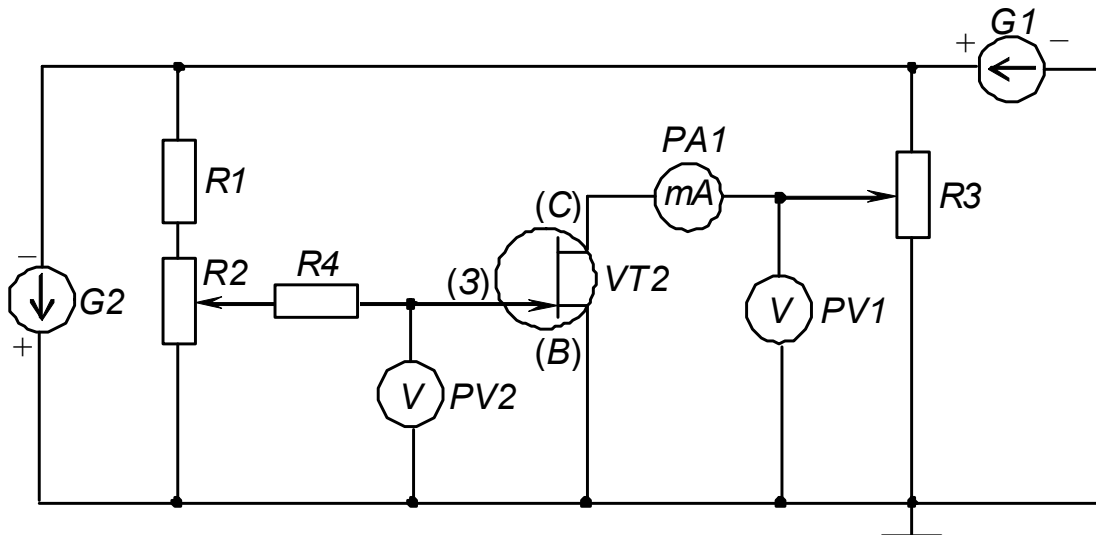 G1
+ −
PA1
R1
(С) mA
R3
−
R2
R4
(З)
VT2
G2
V PV1
+
(В)
V PV2